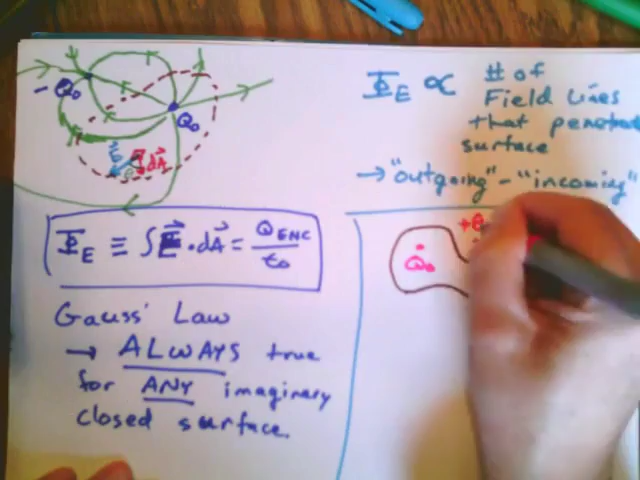 - Q₀
Q₀
E
θ
dA
Φ_E ≡ ∫E⃗·dA⃗ = Q_ENC/ε₀
Gauss' Law
→ ALWAYS true
for ANY imaginary
closed surface.
Φ_E ∝ # of
Field Lines
that
surface
→ "outgoing" - "incoming"
Q₀